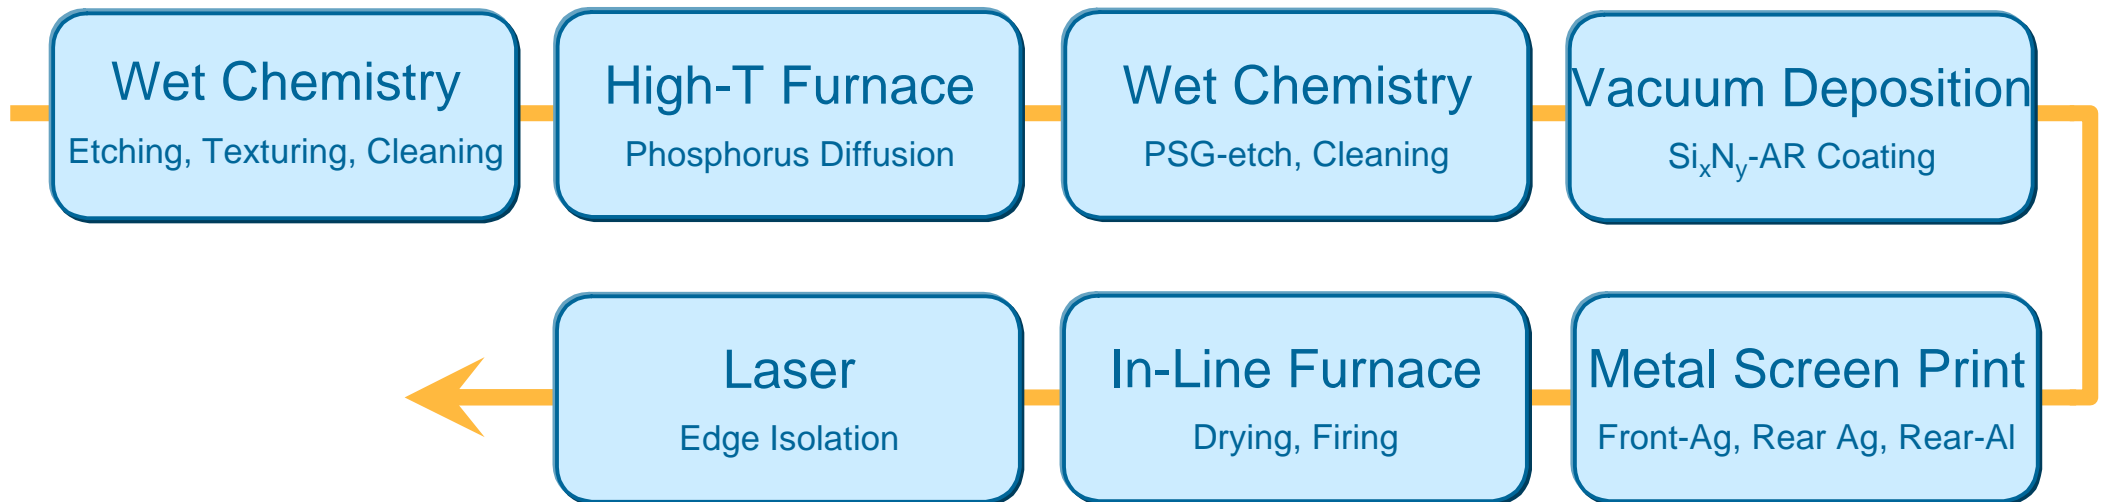 Wet Chemistry
Etching, Texturing, Cleaning
High-T Furnace
Phosphorus Diffusion
Wet Chemistry
PSG-etch, Cleaning
Vacuum Deposition
SixNy-AR Coating
Metal Screen Print
Front-Ag, Rear Ag, Rear-Al
In-Line Furnace
Drying, Firing
Laser
Edge Isolation